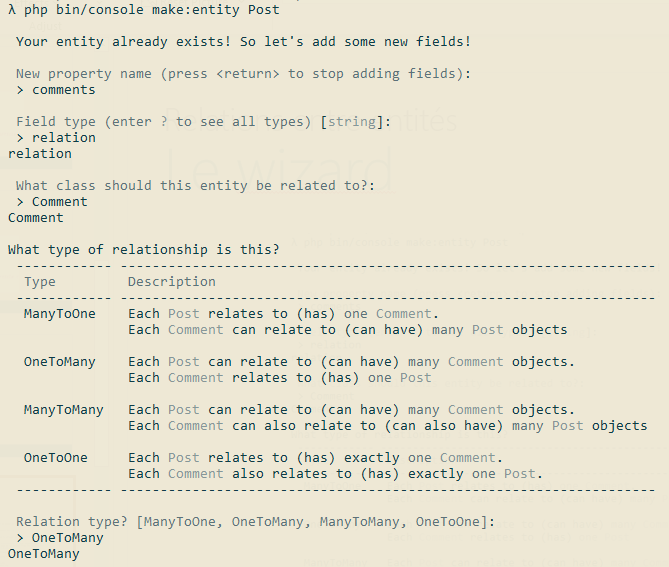 λ php bin/console make:entity Post
Your entity already exists! So let's add some new fields!
New property name (press <return> to stop adding fields):
> comments
Field type (enter ? to see all types) [string]:
> relation
relation
What class should this entity be related to?:
> Comment
Comment
What type of relationship is this?
------------ --------------------------------------------------------------------
Type Description
------------ --------------------------------------------------------------------
ManyToOne Each Post relates to (has) one Comment.
Each Comment can relate to (can have) many Post objects
OneToMany Each Post can relate to (can have) many Comment objects.
Each Comment relates to (has) one Post
ManyToMany Each Post can relate to (can have) many Comment objects.
Each Comment can also relate to (can also have) many Post objects
OneToOne Each Post relates to (has) exactly one Comment.
Each Comment also relates to (has) exactly one Post.
------------ --------------------------------------------------------------------
Relation type? [ManyToOne, OneToMany, ManyToMany, OneToOne]:
> OneToMany
OneToMany
Le wizard